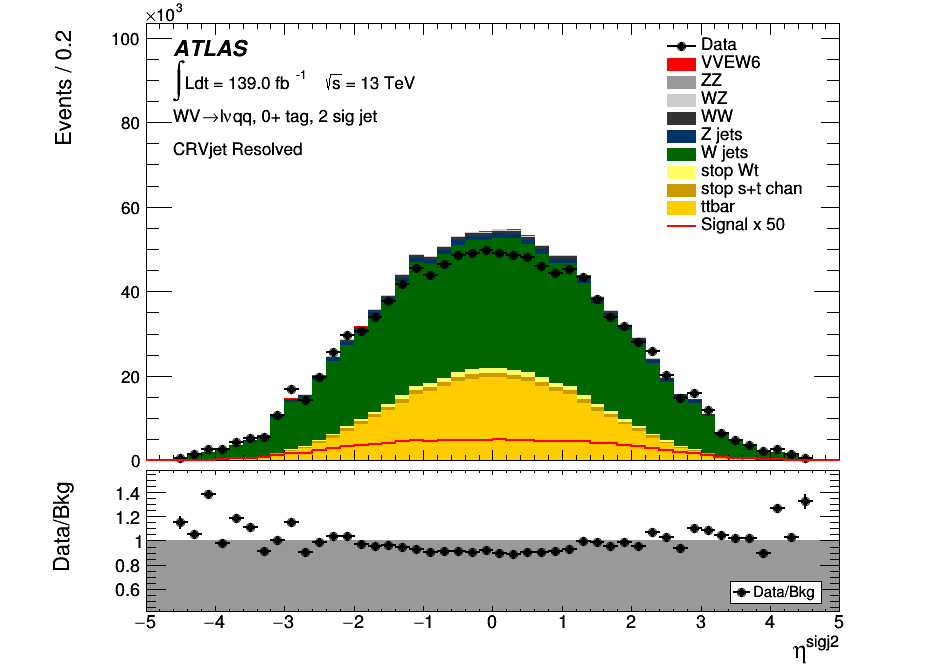 ×10³
Events / 0.2
100
80
60
40
20
0
ATLAS
∫Ldt = 139.0 fb⁻¹ √s = 13 TeV
WV→lνqq, 0+ tag, 2 sig jet
CRVjet Resolved
Data
VVEW6
ZZ
WZ
WW
Z jets
W jets
stop Wt
stop s+t chan
ttbar
Signal x 50
Data/Bkg
1.4
1.2
1
0.8
0.6
Data/Bkg
−5 −4 −3 −2 −1 0 1 2 3 4 5
η^sigj2